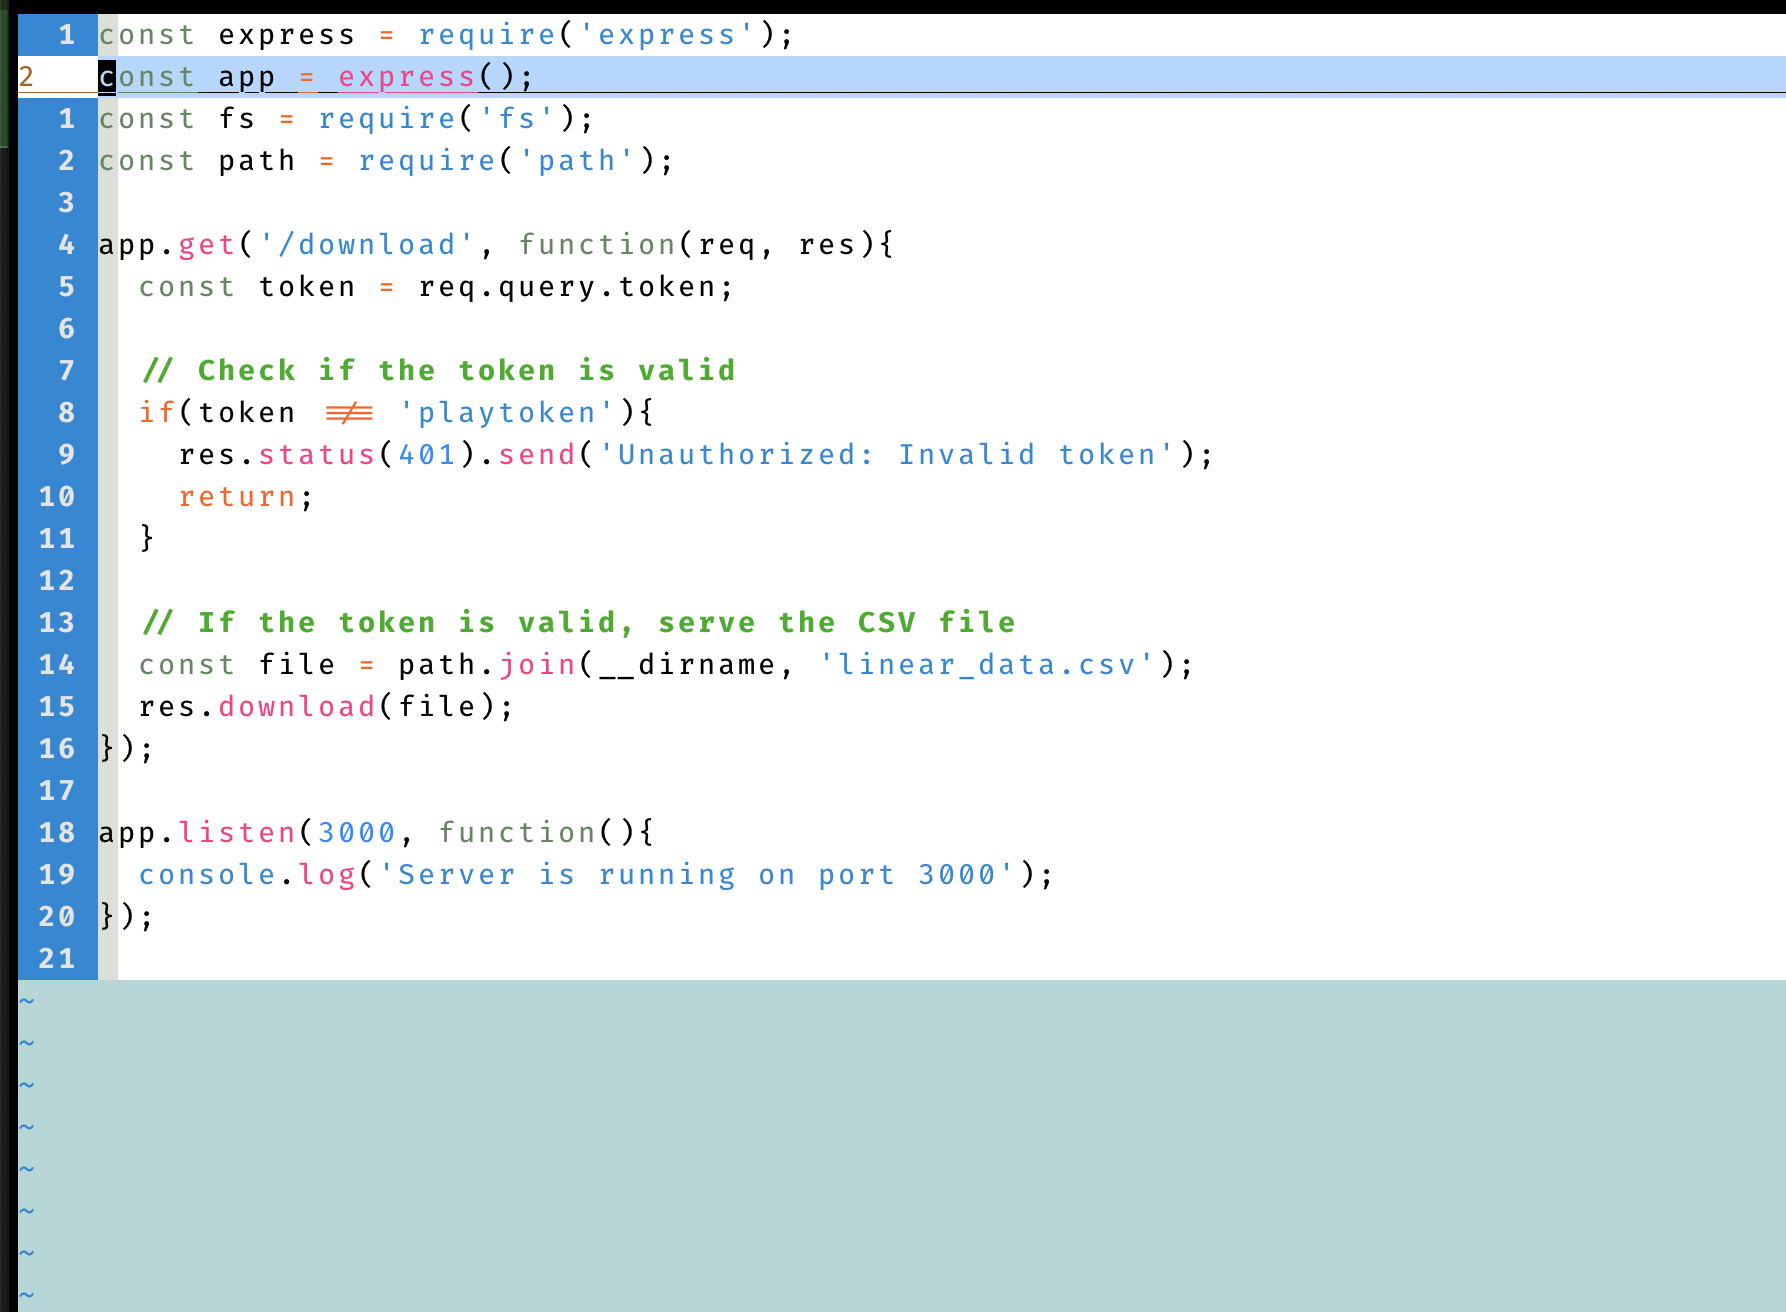 1 const express = require('express');
2 const app = express();
1 const fs = require('fs');
2 const path = require('path');
3
4 app.get('/download', function(req, res){
5   const token = req.query.token;
6
7   // Check if the token is valid
8   if(token !== 'playtoken'){
9     res.status(401).send('Unauthorized: Invalid token');
10     return;
11   }
12
13   // If the token is valid, serve the CSV file
14   const file = path.join(__dirname, 'linear_data.csv');
15   res.download(file);
16 });
17
18 app.listen(3000, function(){
19   console.log('Server is running on port 3000');
20 });
21
~
~
~
~
~
~
~
~